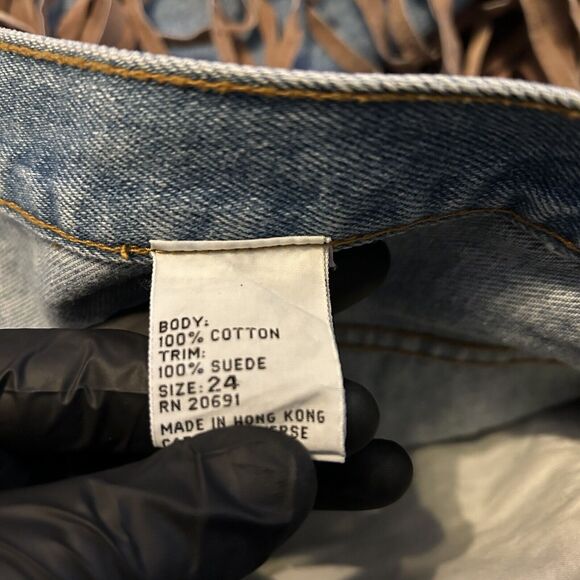 BODY:
100% COTTON
TRIM:
100% SUEDE
SIZE: 24
RN 20691
MADE IN HONG KONG